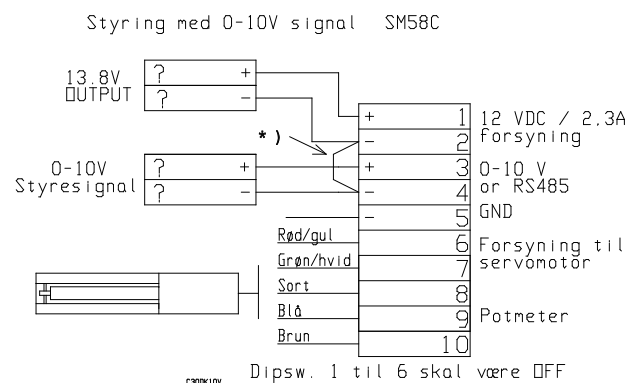 Styring med 0-10V signal SM58C
13.8V
OUTPUT
? +
? -
*)
0-10V
Styresignal
? +
? -
+ 1 12 VDC / 2,3A
- 2 forsyning
+ 3 0-10 V
- 4 or RS485
- 5 GND
Rød/gul 6 Forsyning til
Grøn/hvid 7 servomotor
Sort 8
Blå 9 Potmeter
Brun 10
Dipsw. 1 til 6 skal være OFF
C30DK10V